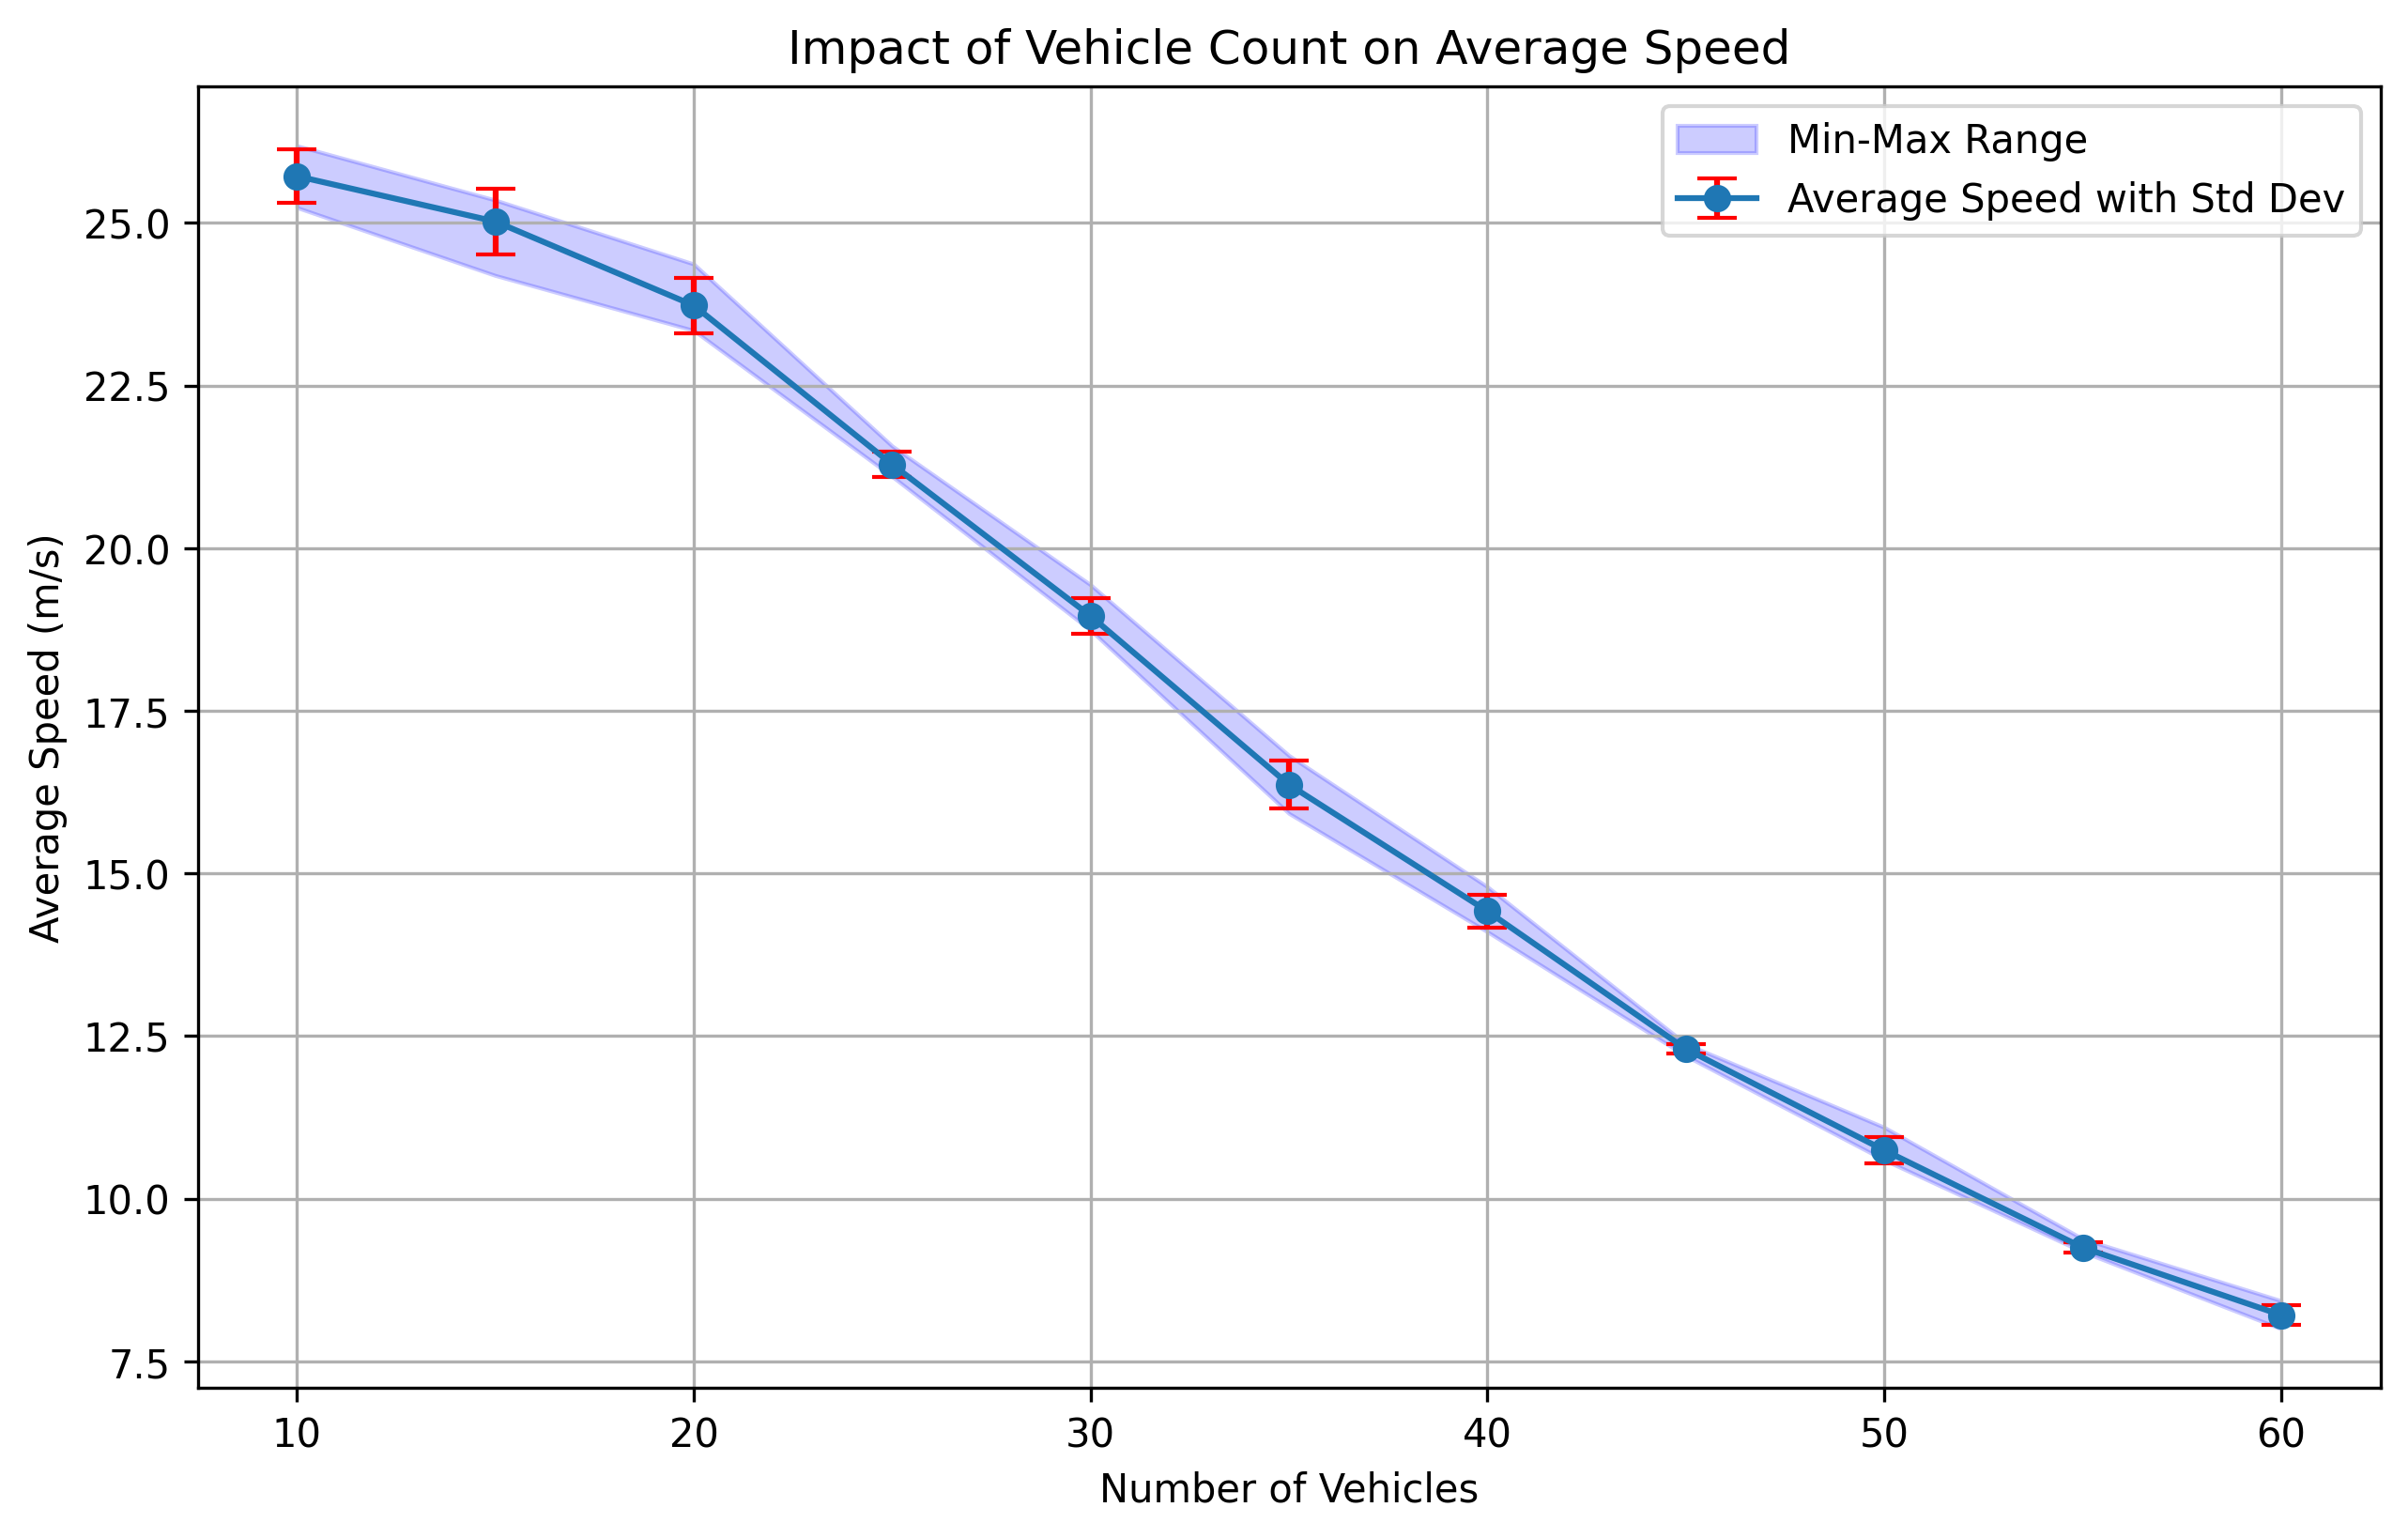 Impact of Vehicle Count on Average Speed
Min-Max Range
Average Speed with Std Dev
Average Speed (m/s)
25.0
22.5
20.0
17.5
15.0
12.5
10.0
7.5
10 20 30 40 50 60
Number of Vehicles